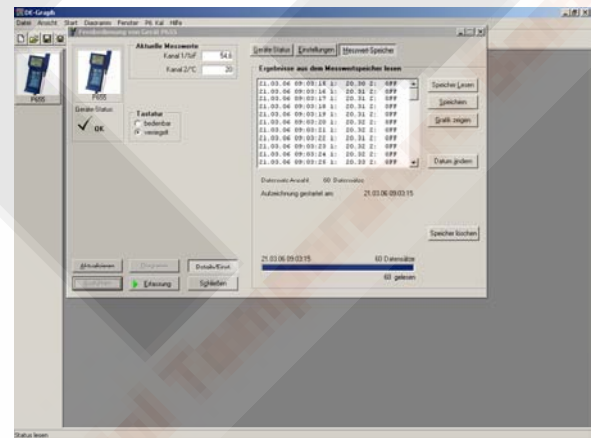 DE-Graph
Datei Ansicht Start Diagramm Fenster P6 Kal Hilfe
Fernbedienung von Gerät P655
P655
P655
Geräte-Status
OK
Aktuelle Messwerte
Kanal 1/%rF 54.8
Kanal 2/°C 20
Tastatur
bedienbar
verriegelt
Geräte-Status Einstellungen Messwert-Speicher
Ergebnisse aus dem Messwertspeicher lesen
21.03.06 09:03:15 1: 20.30 2: OFF
21.03.06 09:03:16 1: 20.31 2: OFF
21.03.06 09:03:17 1: 20.31 2: OFF
21.03.06 09:03:18 1: 20.31 2: OFF
21.03.06 09:03:19 1: 20.31 2: OFF
21.03.06 09:03:20 1: 20.32 2: OFF
21.03.06 09:03:21 1: 20.32 2: OFF
21.03.06 09:03:22 1: 20.32 2: OFF
21.03.06 09:03:23 1: 20.32 2: OFF
21.03.06 09:03:24 1: 20.32 2: OFF
21.03.06 09:03:25 1: 20.33 2: OFF
Speicher Lesen
Speichern
Grafik zeigen
Datum ändern
Speicher löschen
Datensatz-Anzahl 60 Datensätze
Aufzeichnung gestartet am: 21.03.06 09:03:15
21.03.06 09:03:15 60 Datensätze
60 gelesen
Aktualisieren Details/Einst.
Erfassung Schließen
Status lesen